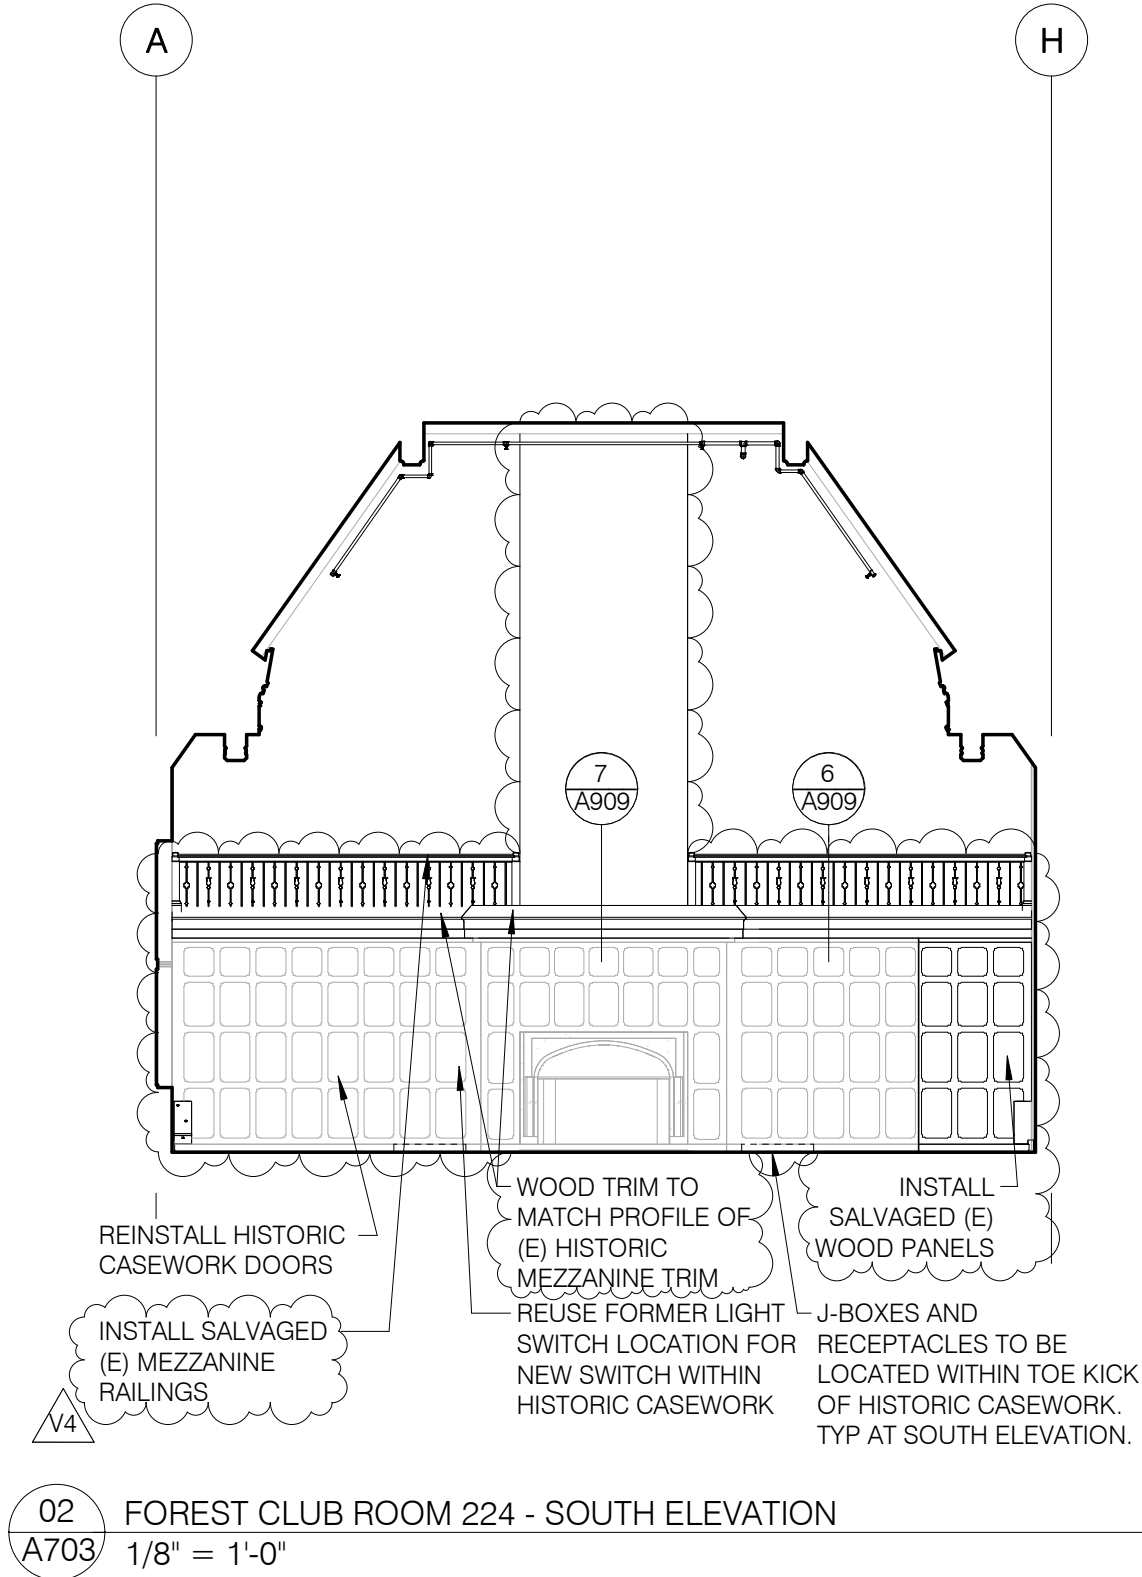 A
H
7
A909
6
A909
WOOD TRIM TO
MATCH PROFILE OF
(E) HISTORIC
MEZZANINE TRIM
INSTALL
SALVAGED (E)
WOOD PANELS
REINSTALL HISTORIC
CASEWORK DOORS
INSTALL SALVAGED
(E) MEZZANINE
RAILINGS
V4
REUSE FORMER LIGHT
SWITCH LOCATION FOR
NEW SWITCH WITHIN
HISTORIC CASEWORK
J-BOXES AND
RECEPTACLES TO BE
LOCATED WITHIN TOE KICK
OF HISTORIC CASEWORK.
TYP AT SOUTH ELEVATION.
02
A703
FOREST CLUB ROOM 224 - SOUTH ELEVATION
1/8" = 1'-0"